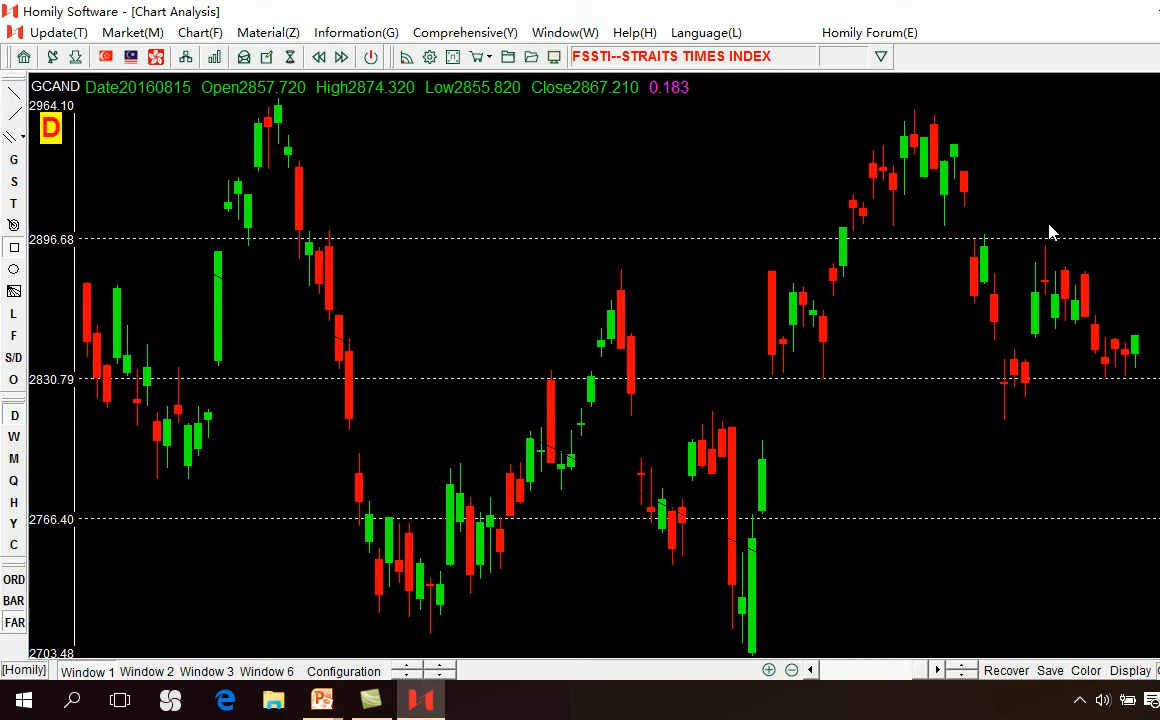 Homily Software - [Chart Analysis]
Update(T) Market(M) Chart(F) Material(Z) Information(G) Comprehensive(Y) Window(W) Help(H) Language(L) Homily Forum(E)
FSSTI--STRAITS TIMES INDEX
GCAND Date20160815 Open2857.720 High2874.320 Low2855.820 Close2867.210 0.183
2964.10
D
2896.68
2830.79
2766.40
2703.48
G
S
T
L
F
S/D
O
D
W
M
Q
H
Y
C
ORD
BAR
FAR
[Homily] Window 1 Window 2 Window 3 Window 6 Configuration Recover Save Color Display